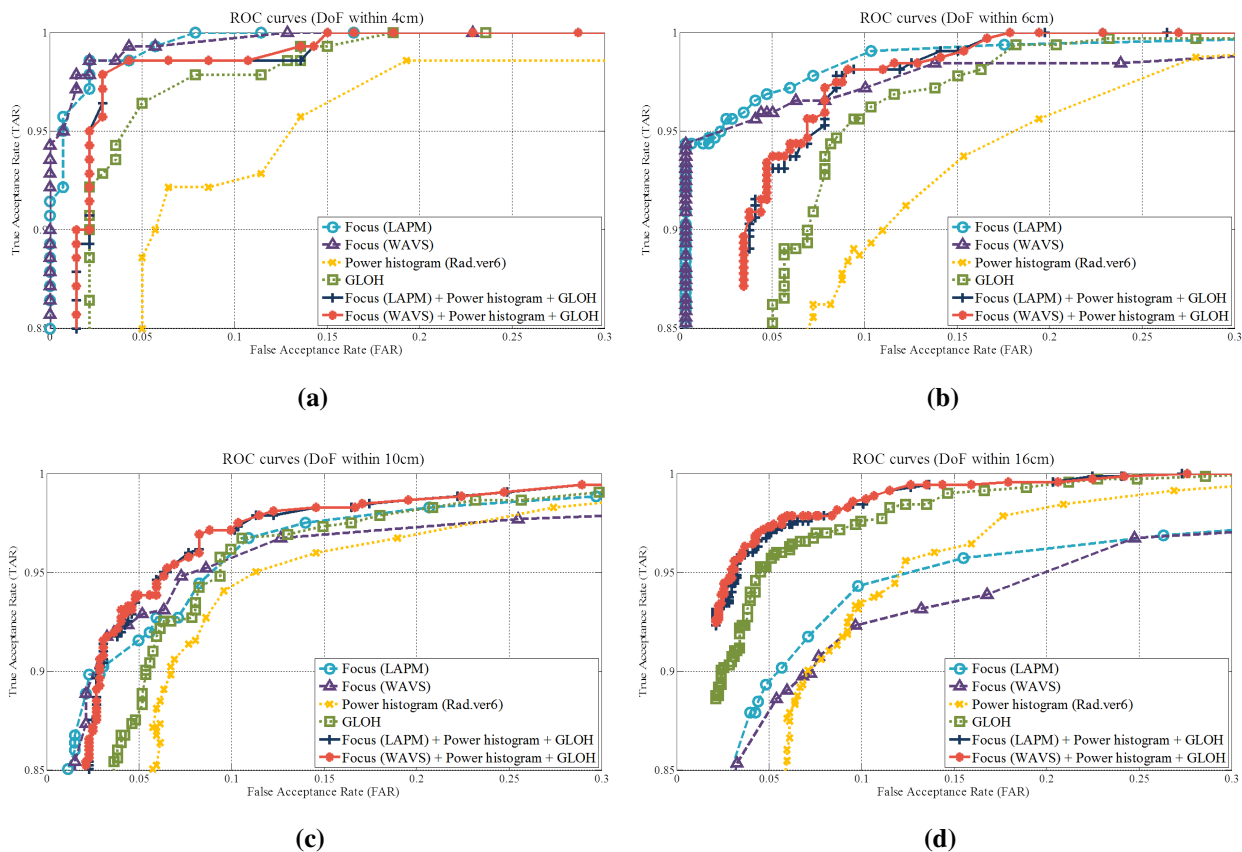 ROC curves (DoF within 4cm)
True Acceptance Rate (TAR)
1
0.95
0.9
0.85
0
0.05
0.1
0.15
0.2
0.25
0.3
False Acceptance Rate (FAR)
Focus (LAPM)
Focus (WAVS)
Power histogram (Rad.ver6)
GLOH
Focus (LAPM) + Power histogram + GLOH
Focus (WAVS) + Power histogram + GLOH
(a)
ROC curves (DoF within 6cm)
True Acceptance Rate (TAR)
1
0.95
0.9
0.85
0
0.05
0.1
0.15
0.2
0.25
0.3
False Acceptance Rate (FAR)
Focus (LAPM)
Focus (WAVS)
Power histogram (Rad.ver6)
GLOH
Focus (LAPM) + Power histogram + GLOH
Focus (WAVS) + Power histogram + GLOH
(b)
ROC curves (DoF within 10cm)
True Acceptance Rate (TAR)
1
0.95
0.9
0.85
0
0.05
0.1
0.15
0.2
0.25
0.3
False Acceptance Rate (FAR)
Focus (LAPM)
Focus (WAVS)
Power histogram (Rad.ver6)
GLOH
Focus (LAPM) + Power histogram + GLOH
Focus (WAVS) + Power histogram + GLOH
(c)
ROC curves (DoF within 16cm)
True Acceptance Rate (TAR)
1
0.95
0.9
0.85
0
0.05
0.1
0.15
0.2
0.25
0.3
False Acceptance Rate (FAR)
Focus (LAPM)
Focus (WAVS)
Power histogram (Rad.ver6)
GLOH
Focus (LAPM) + Power histogram + GLOH
Focus (WAVS) + Power histogram + GLOH
(d)